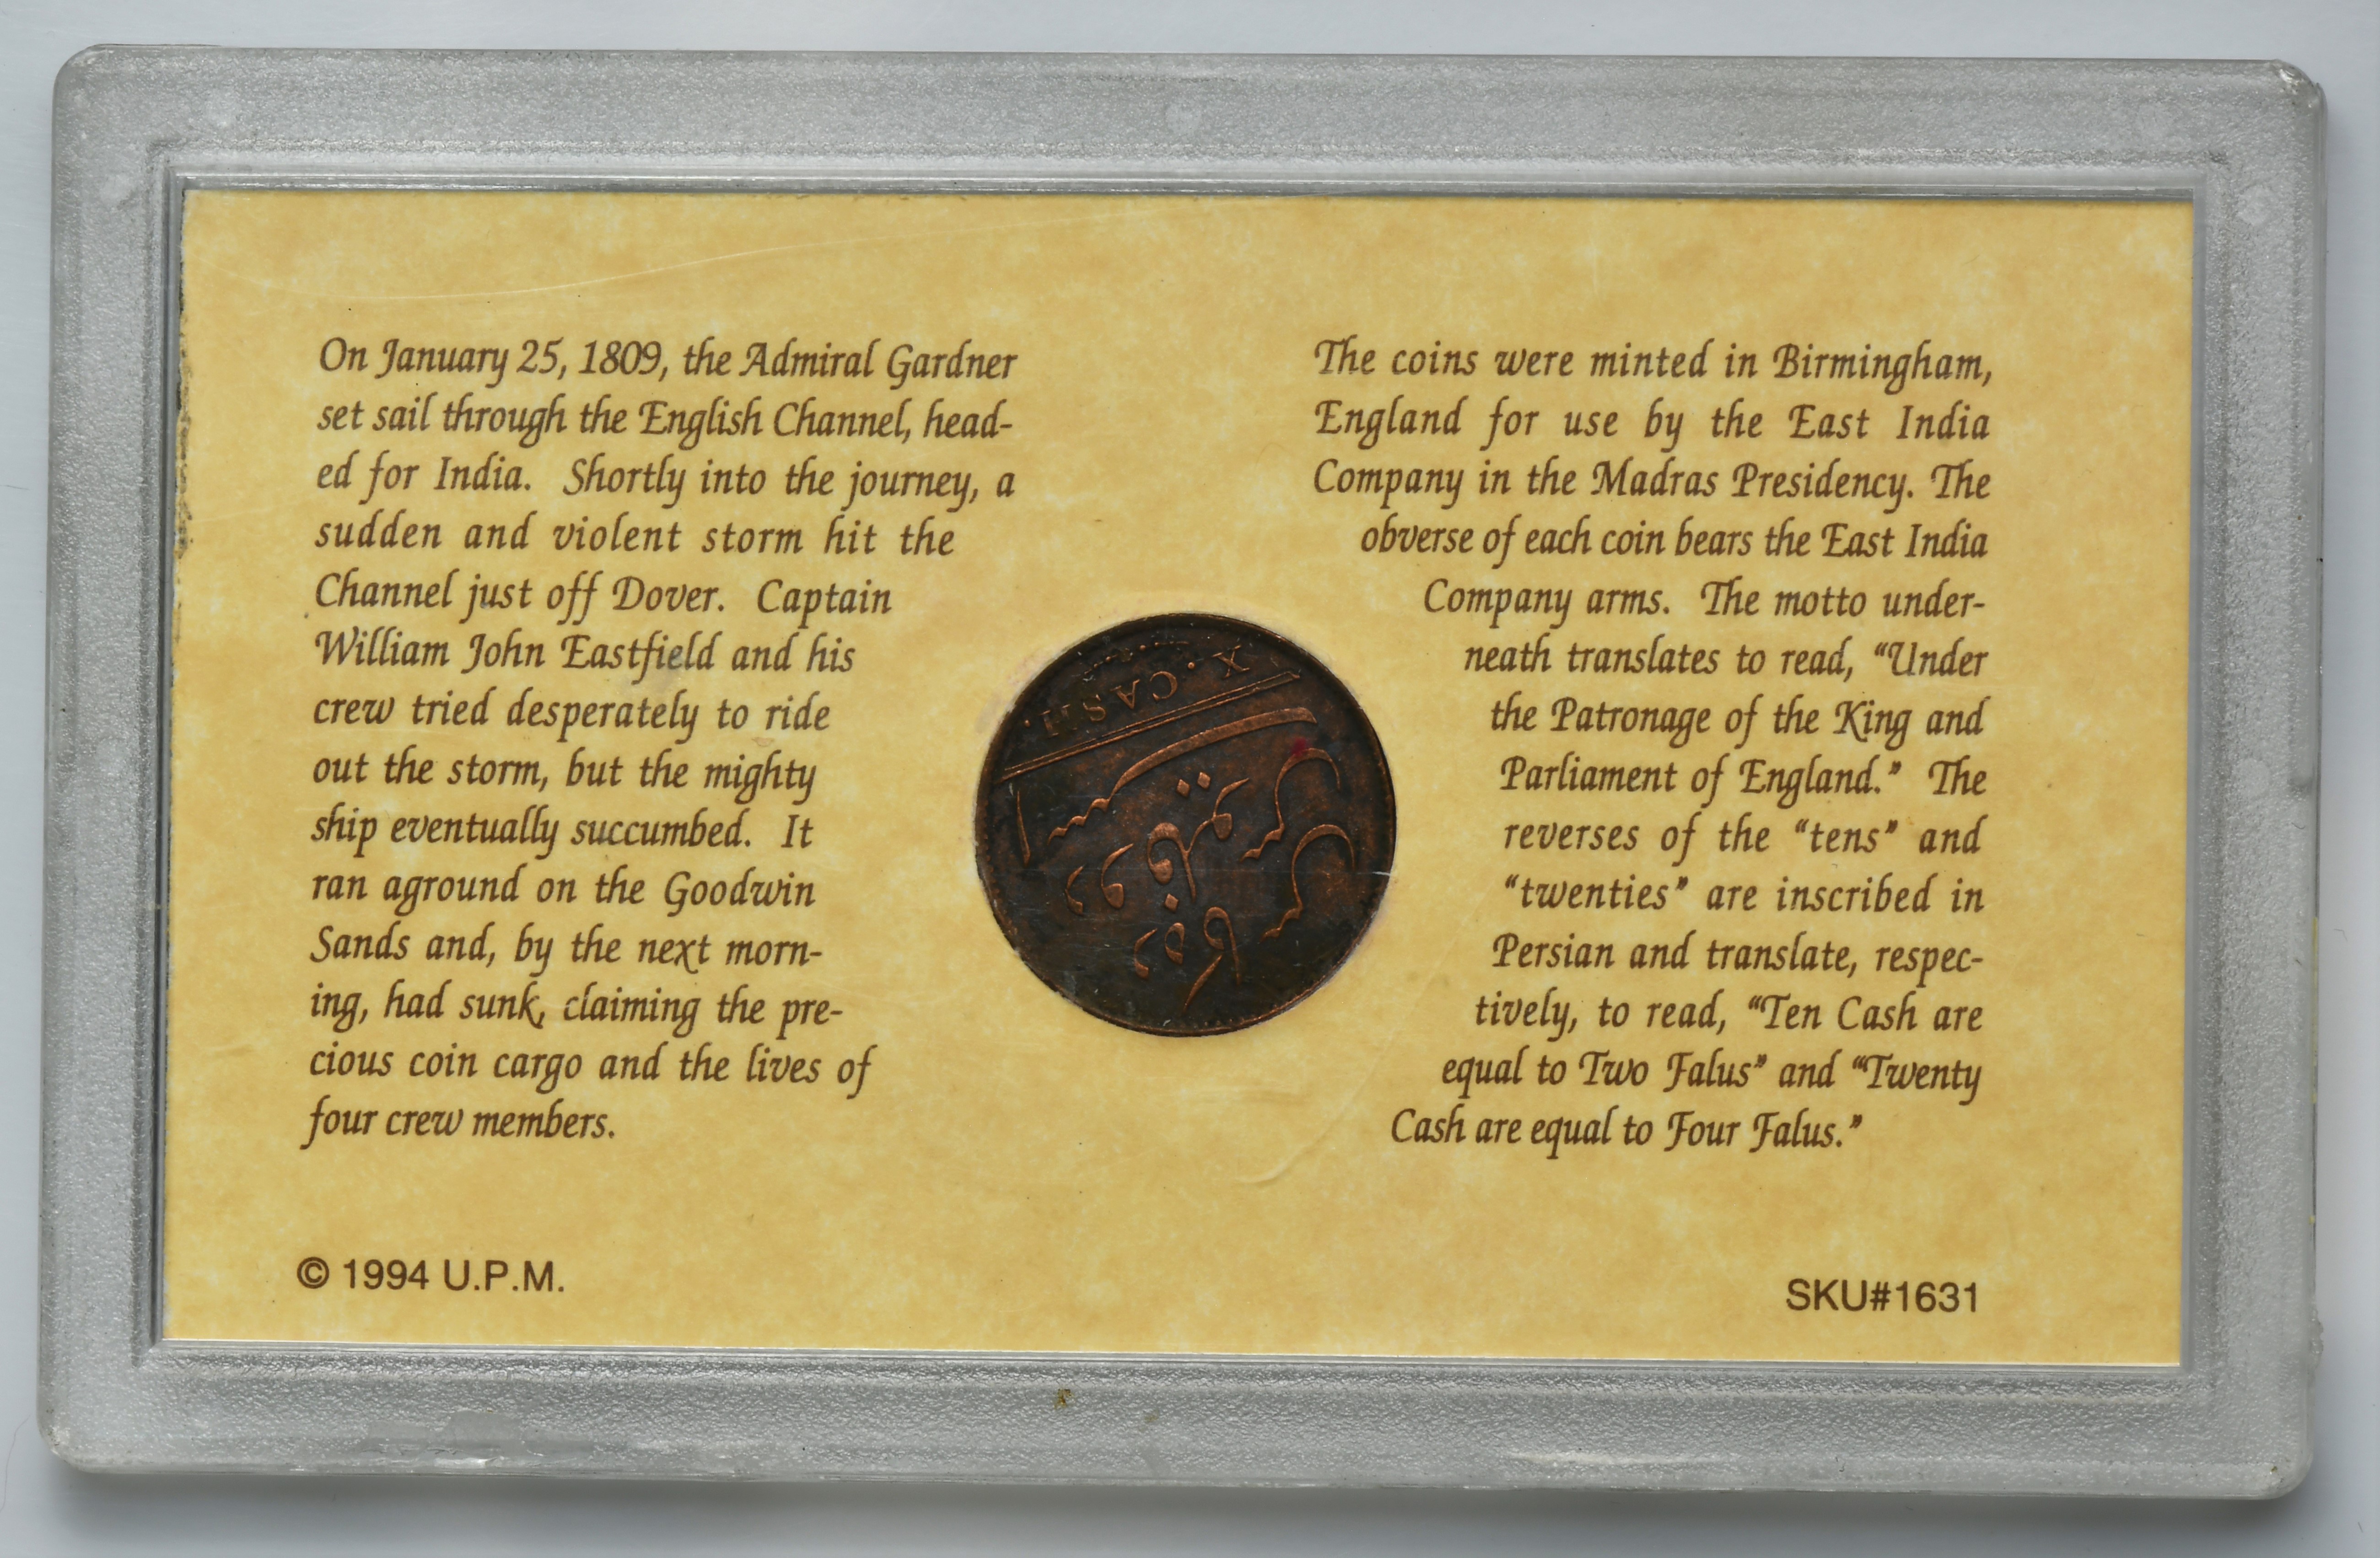 On January 25, 1809, the Admiral Gardner
set sail through the English Channel, head-
ed for India. Shortly into the journey, a
sudden and violent storm hit the
Channel just off Dover. Captain
William John Eastfield and his
crew tried desperately to ride
out the storm, but the mighty
ship eventually succumbed. It
ran aground on the Goodwin
Sands and, by the next morn-
ing, had sunk, claiming the pre-
cious coin cargo and the lives of
four crew members.
© 1994 U.P.M.
X.CASH.
The coins were minted in Birmingham,
England for use by the East India
Company in the Madras Presidency. The
obverse of each coin bears the East India
Company arms. The motto under-
neath translates to read, “Under
the Patronage of the King and
Parliament of England.” The
reverses of the “tens” and
“twenties” are inscribed in
Persian and translate, respec-
tively, to read, “Ten Cash are
equal to Two Falus” and “Twenty
Cash are equal to Four Falus.”
SKU#1631